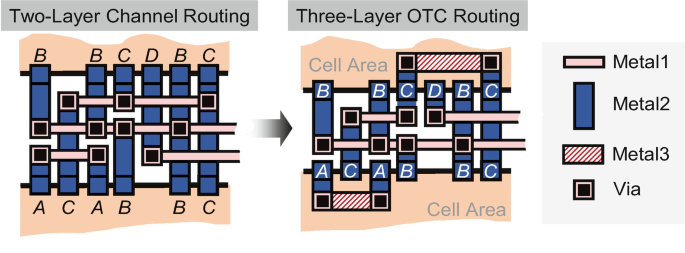 Two-Layer Channel Routing
Three-Layer OTC Routing
B B C D B C
A C A B B C
Cell Area
B B C D B C
A C A B B C
Cell Area
Metal1
Metal2
Metal3
Via